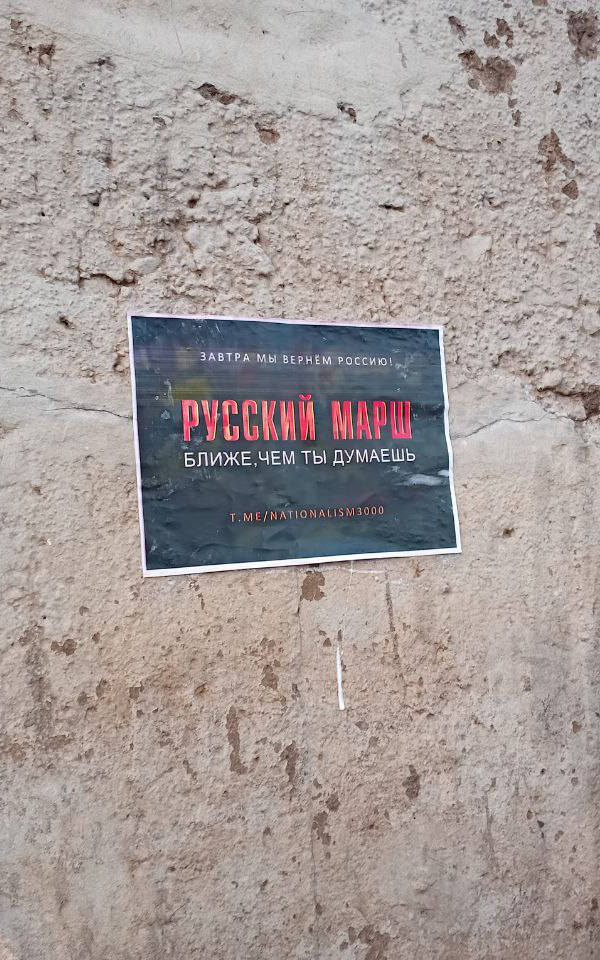 ЗАВТРА МЫ ВЕРНЁМ РОССИЮ!
РУССКИЙ МАРШ
БЛИЖЕ,ЧЕМ ТЫ ДУМАЕШЬ
T.ME/NATIONALISM3000